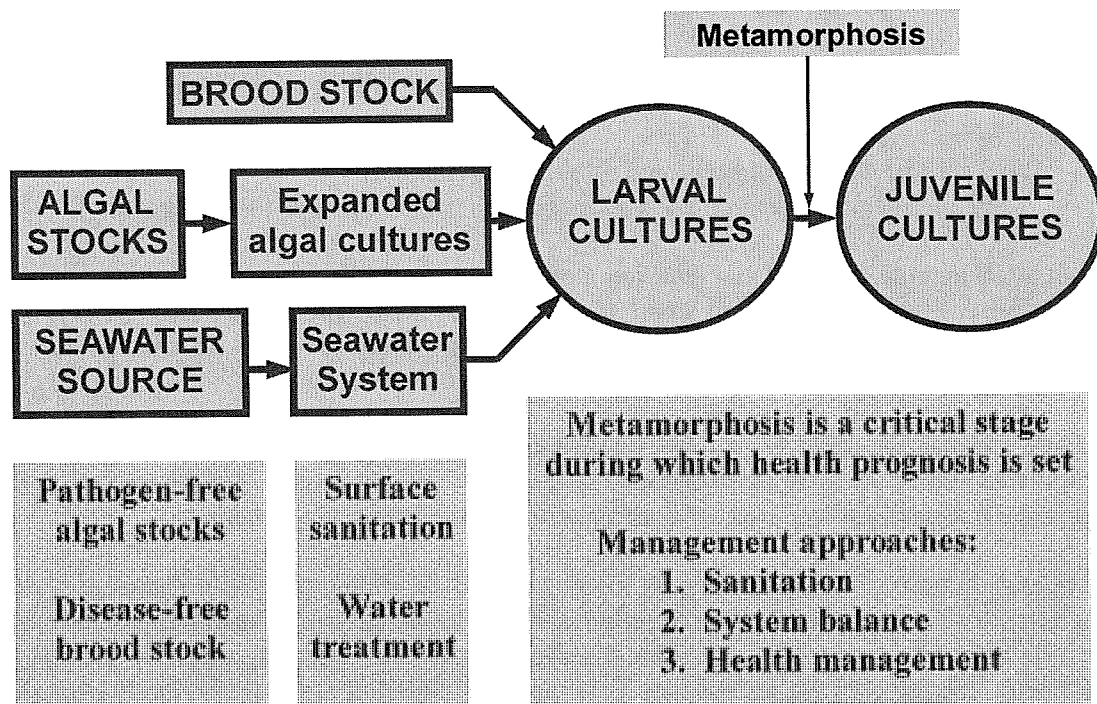 Metamorphosis
BROOD STOCK
ALGAL
STOCKS
Expanded
algal cultures
LARVAL
CULTURES
JUVENILE
CULTURES
SEAWATER
SOURCE
Seawater
System
Pathogen-free
algal stocks
Disease-free
brood stock
Surface
sanitation
Water
treatment
Metamorphosis is a critical stage
during which health prognosis is set
Management approaches:
1. Sanitation
2. System balance
3. Health management